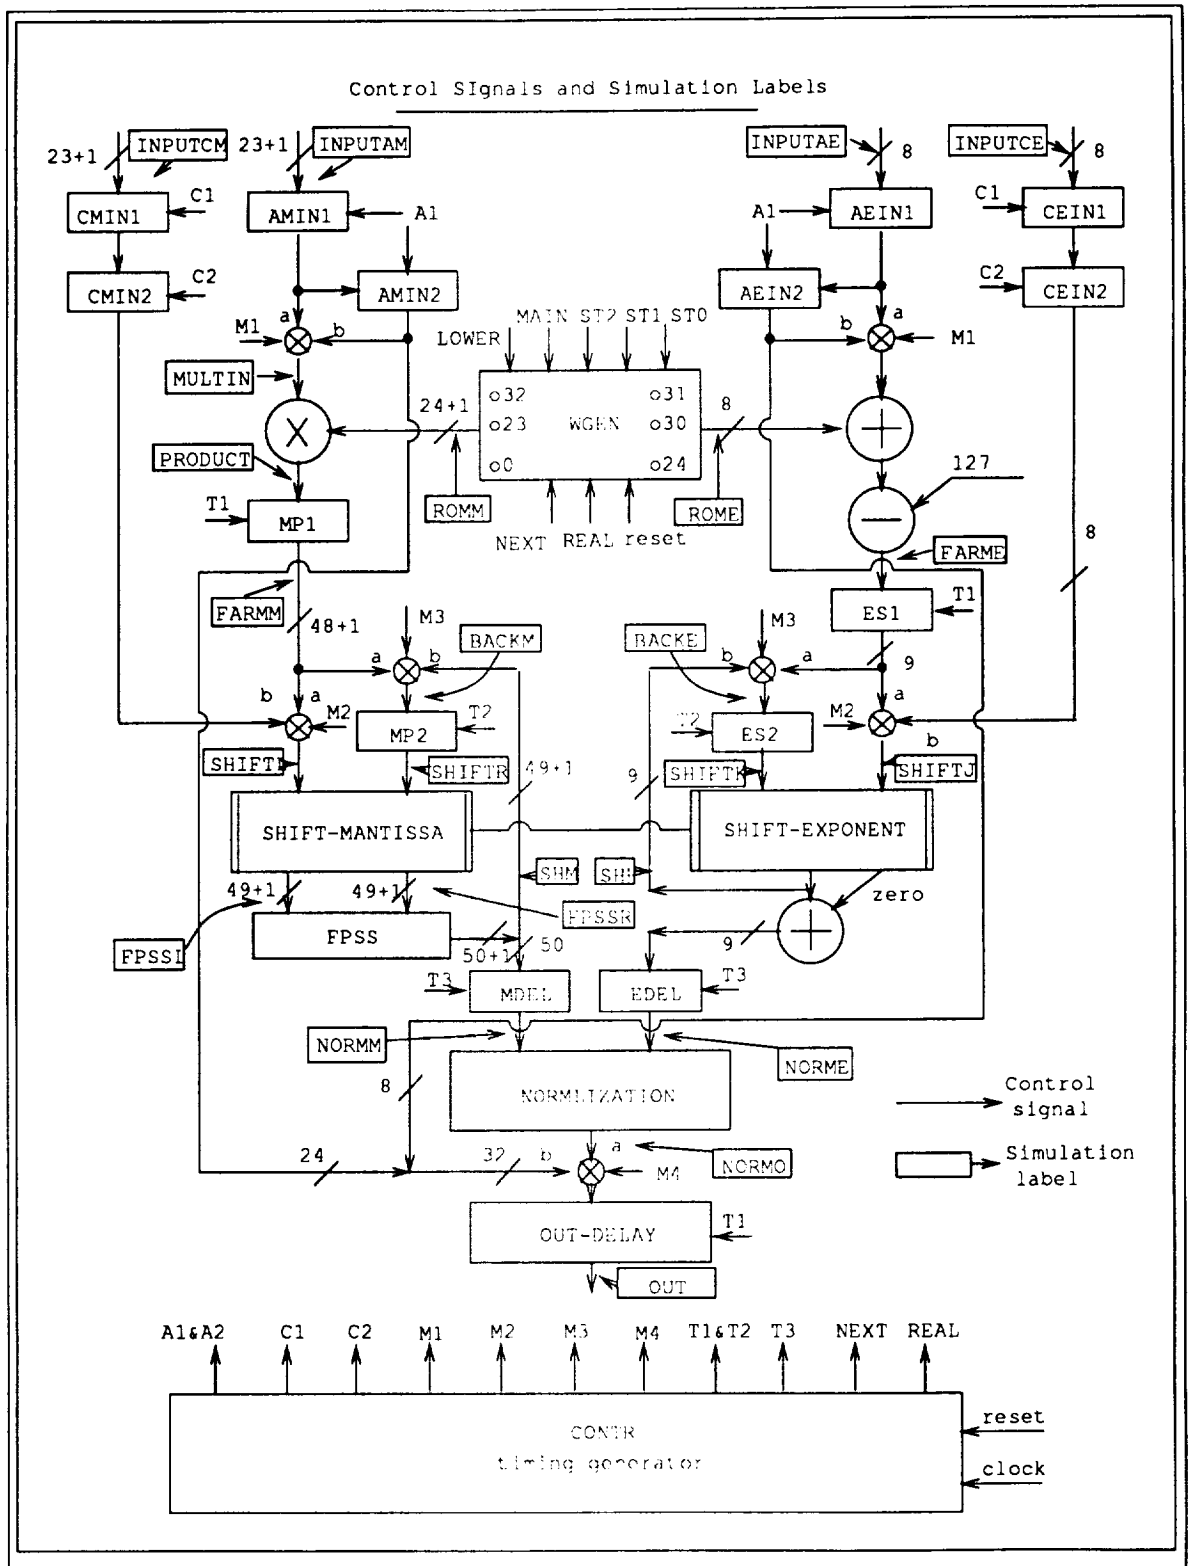 Control SIgnals and Simulation Labels
23+1 INPUTCM 23+1 INPUTAM INPUTAE 8 INPUTCE 8
CMIN1 C1 AMIN1 A1 A1 AEIN1 C1 CEIN1
CMIN2 C2 AMIN2 AEIN2 C2 CEIN2
M1 a b b a M1
LOWER MAIN ST2 ST1 ST0
MULTIN
o32 o31
X 24+1 o23 WGEN o30 8 +
o0 o24
PRODUCT 127
T1 MP1 ROMM ROME
NEXT REAL reset
8
FARME
FARMM ES1 T1
48+1 M3 M3
BACKM BACKE 9
a b b a
b a a
M2 MP2 T2 T2 ES2 M2
b
SHIFTR 49+1 9 SHIFTK SHIFTJ
SHIFT-MANTISSA SHIFT-EXPONENT
49+1 49+1 SHM zero
FPSSR
FPSS 50+1 50 9 +
T3 MDEL EDEL T3
NORMM NORME
8 NORMLIZATION
Control
signal
24 32 b a NORMO
M4
Simulation
label
OUT-DELAY T1
OUT
A1&A2 C1 C2 M1 M2 M3 M4 T1&T2 T3 NEXT REAL
CONTR
timing generator
reset
clock